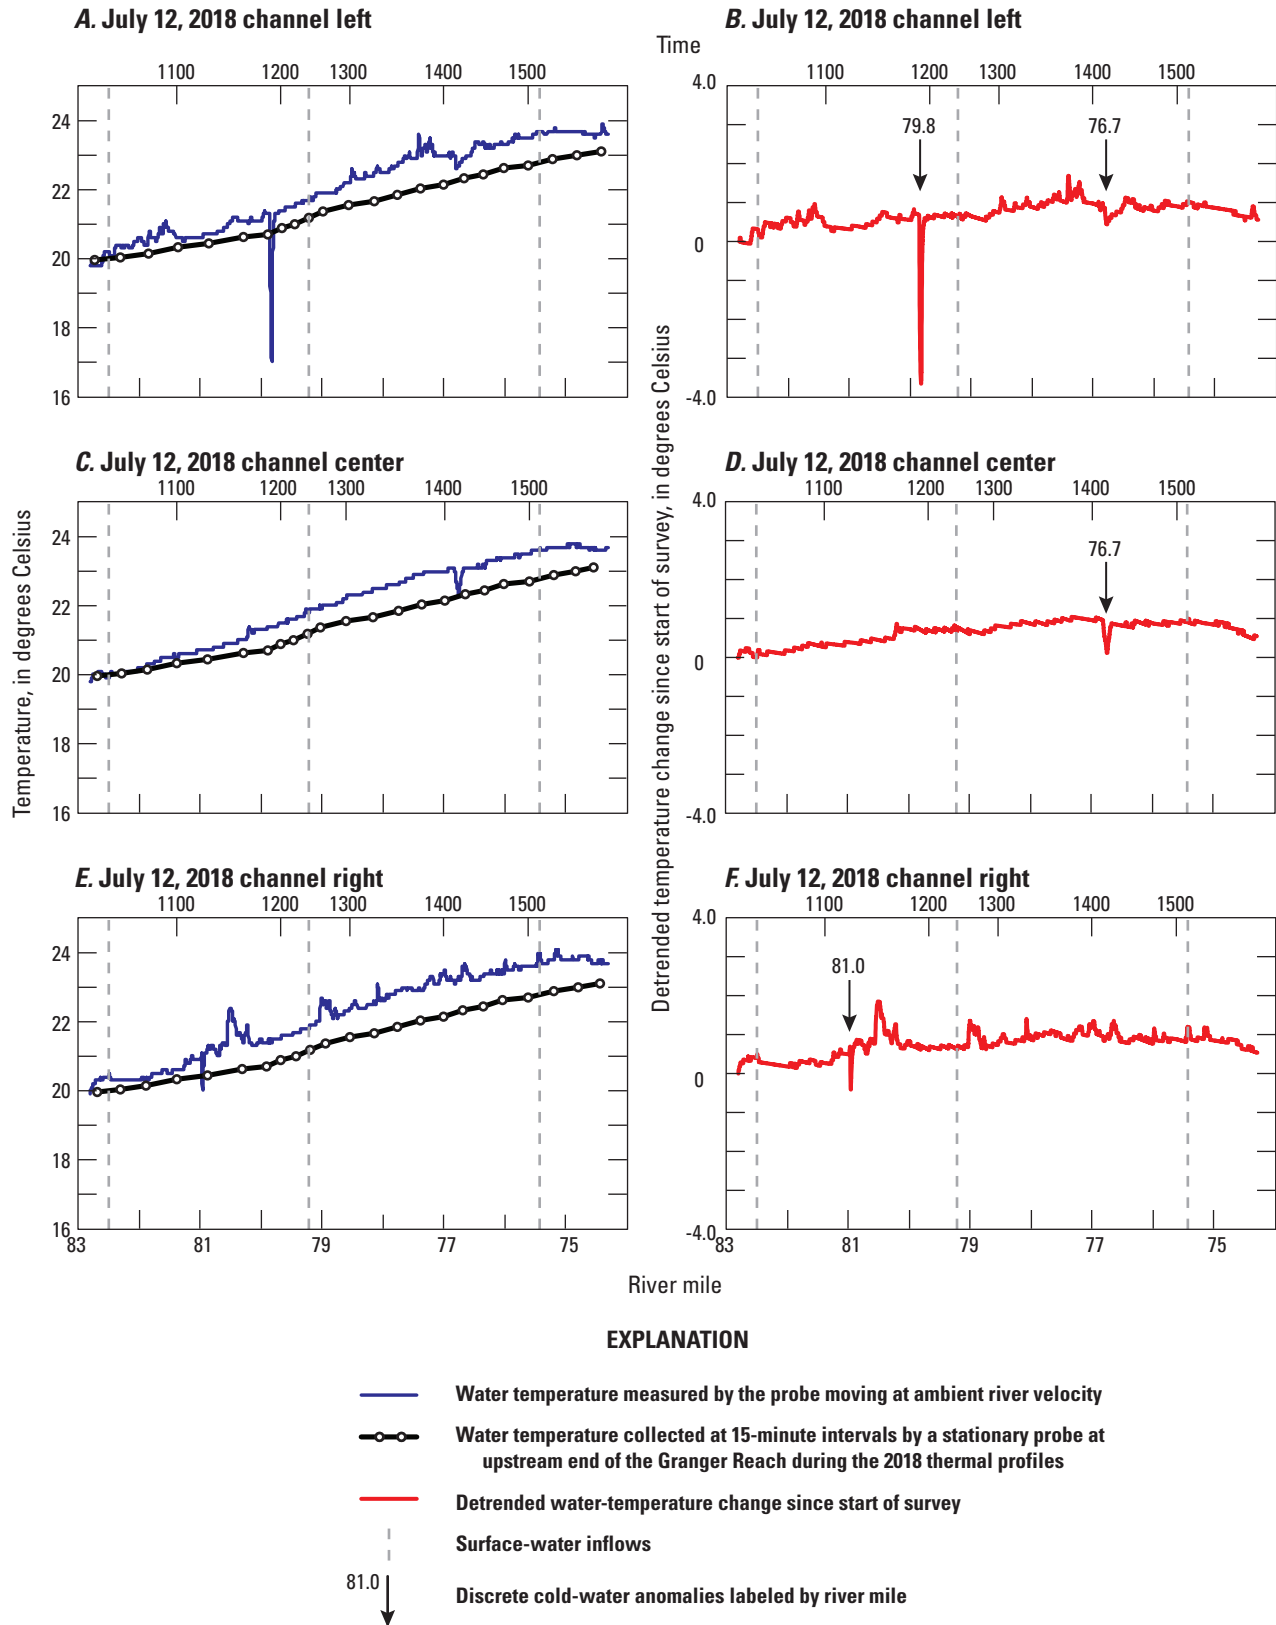 A. July 12, 2018 channel left
B. July 12, 2018 channel left
Time
1100 1200 1300 1400 1500
1100 1200 1300 1400 1500
24
22
20
18
16
4.0
0
-4.0
79.8
76.7
C. July 12, 2018 channel center
D. July 12, 2018 channel center
1100 1200 1300 1400 1500
1100 1200 1300 1400 1500
24
22
20
18
16
4.0
0
-4.0
76.7
Temperature, in degrees Celsius
Detrended temperature change since start of survey, in degrees Celsius
E. July 12, 2018 channel right
F. July 12, 2018 channel right
1100 1200 1300 1400 1500
1100 1200 1300 1400 1500
24
22
20
18
16
4.0
0
-4.0
81.0
83 81 79 77 75
83 81 79 77 75
River mile
EXPLANATION
Water temperature measured by the probe moving at ambient river velocity
Water temperature collected at 15-minute intervals by a stationary probe at
upstream end of the Granger Reach during the 2018 thermal profiles
Detrended water-temperature change since start of survey
Surface-water inflows
81.0
Discrete cold-water anomalies labeled by river mile